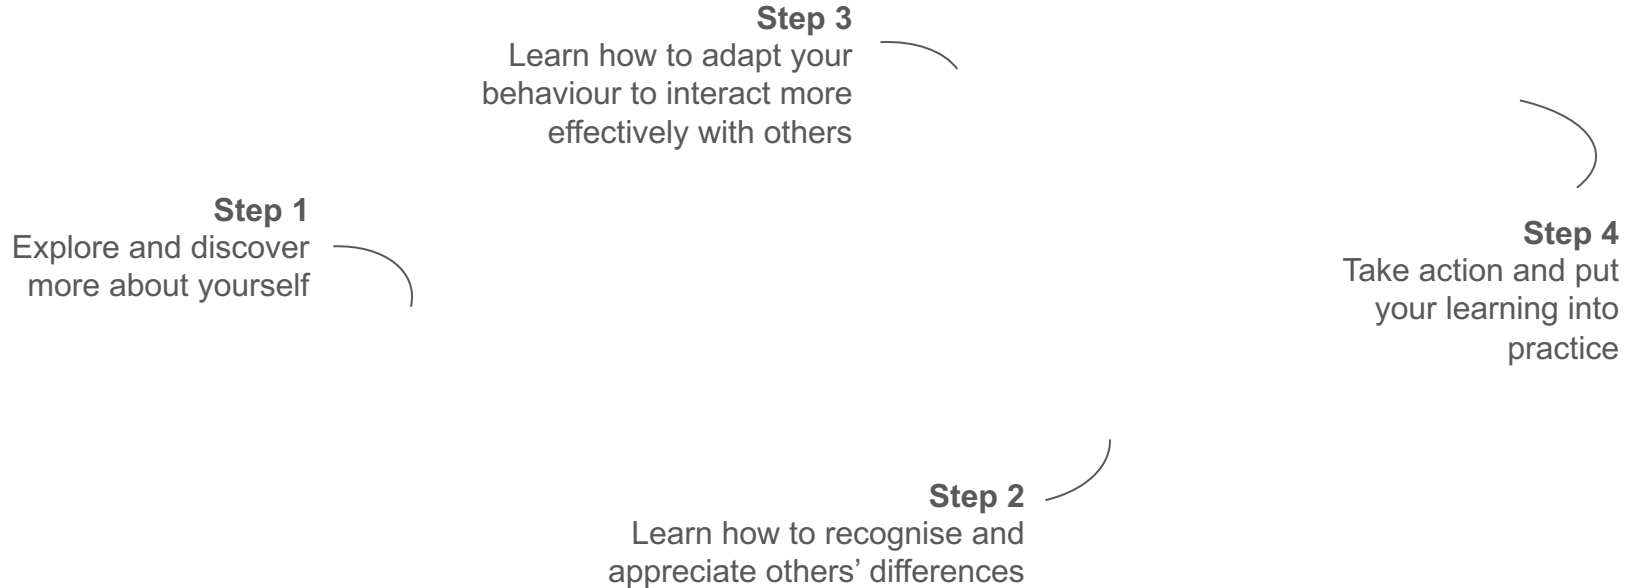 Step 3
Learn how to adapt your
behaviour to interact more
effectively with others
Step 1
Explore and discover
more about yourself
Step 4
Take action and put
your learning into
practice
Step 2
Learn how to recognise and
appreciate others’ differences